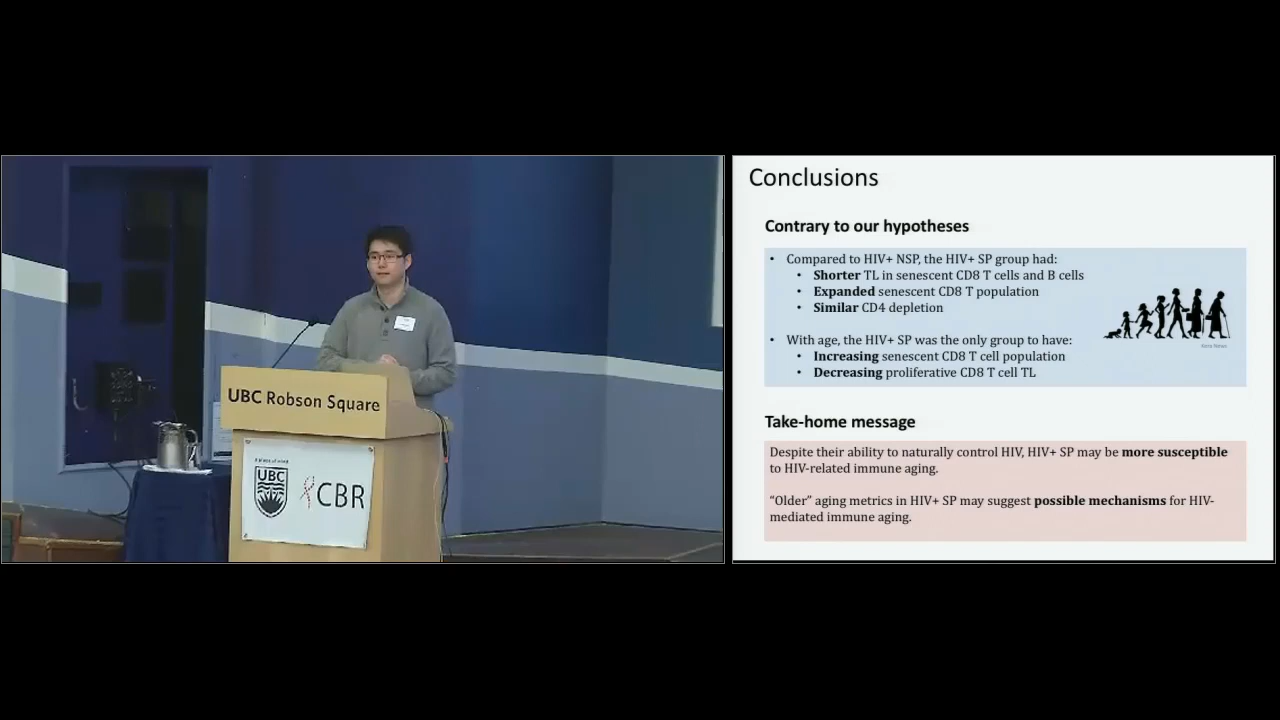 UBC Robson Square
UBC
CBR
Conclusions
Contrary to our hypotheses
• Compared to HIV+ NSP, the HIV+ SP group had:
• Shorter TL in senescent CD8 T cells and B cells
• Expanded senescent CD8 T population
• Similar CD4 depletion
• With age, the HIV+ SP was the only group to have:
• Increasing senescent CD8 T cell population
• Decreasing proliferative CD8 T cell TL
Take-home message
Despite their ability to naturally control HIV, HIV+ SP may be more susceptible
to HIV-related immune aging.
“Older” aging metrics in HIV+ SP may suggest possible mechanisms for HIV-
mediated immune aging.